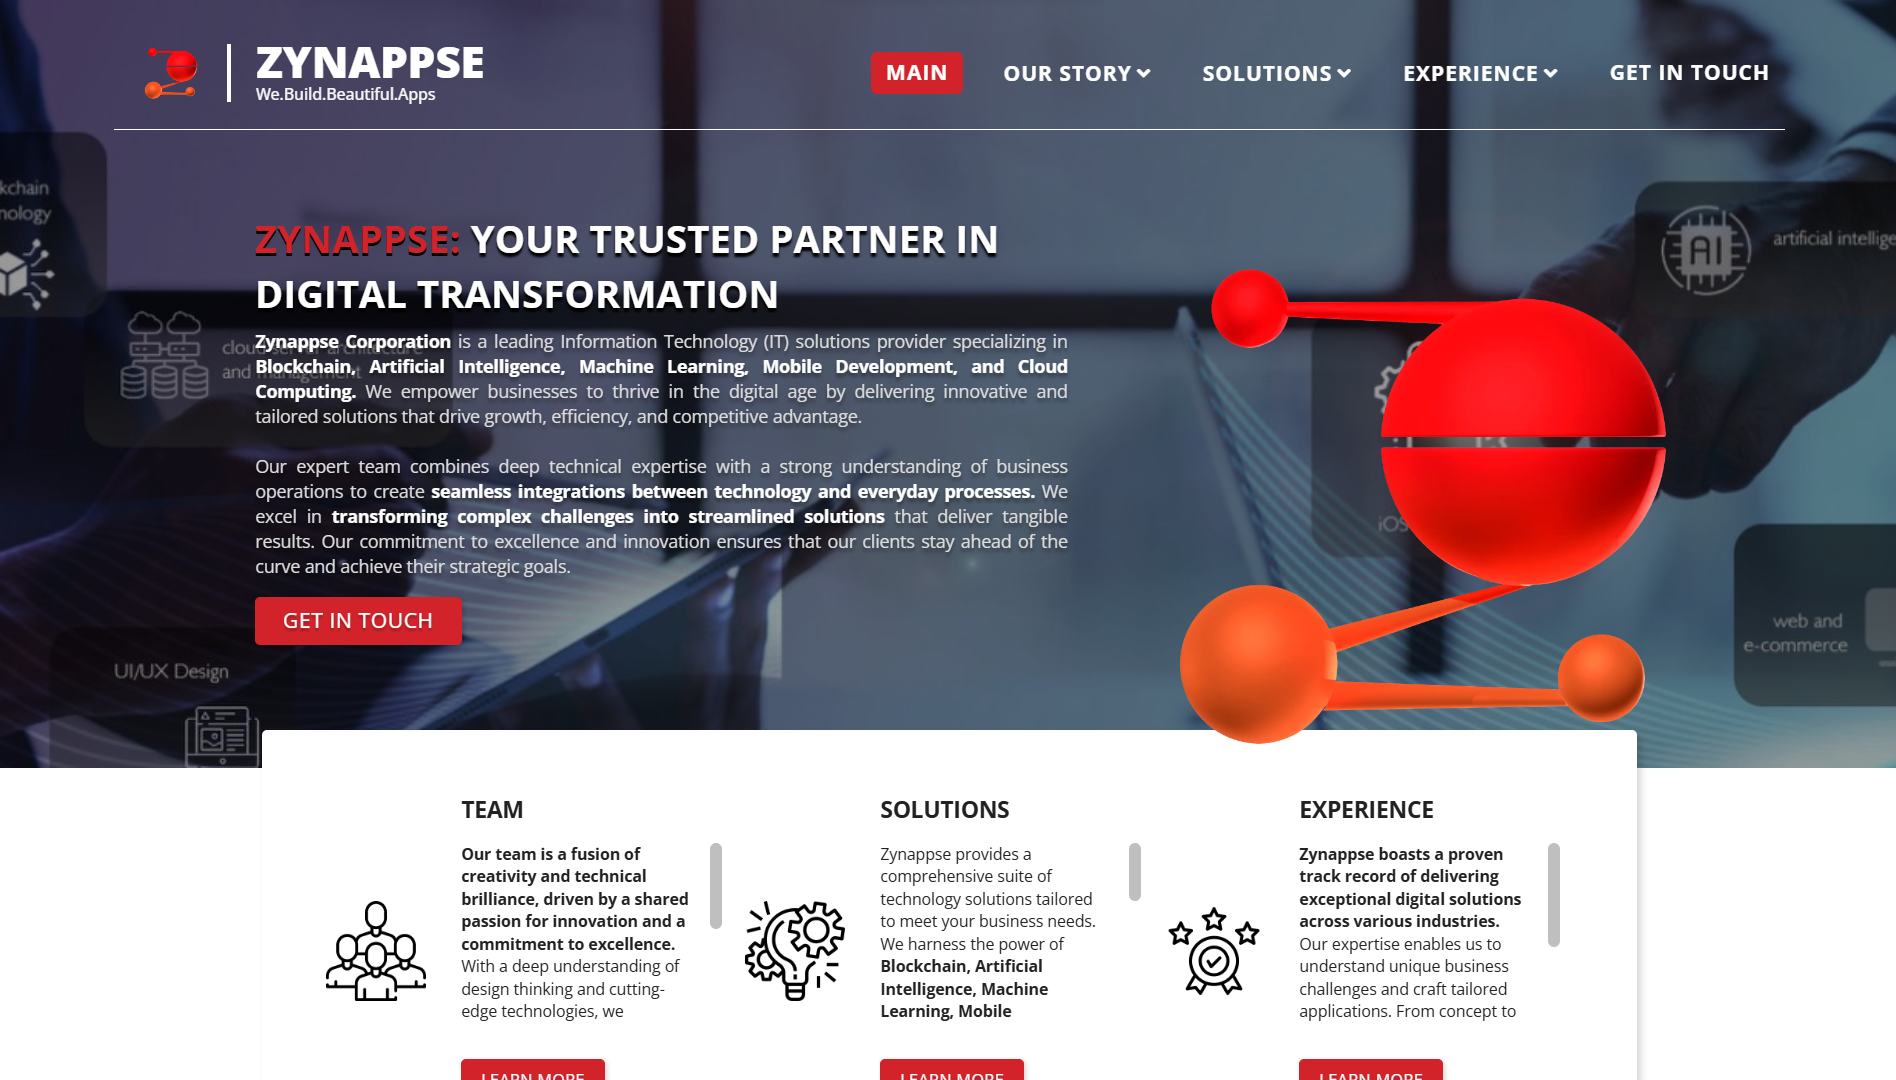 ZYNAPPSE
We.Build.Beautiful.Apps
MAIN
OUR STORY
SOLUTIONS
EXPERIENCE
GET IN TOUCH
kchain
nology
artificial intellige
ZYNAPPSE: YOUR TRUSTED PARTNER IN
DIGITAL TRANSFORMATION
Zynappse Corporation is a leading Information Technology (IT) solutions provider specializing in
Blockchain, Artificial Intelligence, Machine Learning, Mobile Development, and Cloud
Computing. We empower businesses to thrive in the digital age by delivering innovative and
tailored solutions that drive growth, efficiency, and competitive advantage.
cloud server architecture
and management
Our expert team combines deep technical expertise with a strong understanding of business
operations to create seamless integrations between technology and everyday processes. We
excel in transforming complex challenges into streamlined solutions that deliver tangible
results. Our commitment to excellence and innovation ensures that our clients stay ahead of the
curve and achieve their strategic goals.
AI
iOS
GET IN TOUCH
web and
e-commerce
UI/UX Design
TEAM
Our team is a fusion of
creativity and technical
brilliance, driven by a shared
passion for innovation and a
commitment to excellence.
With a deep understanding of
design thinking and cutting-
edge technologies, we
LEARN MORE
SOLUTIONS
Zynappse provides a
comprehensive suite of
technology solutions tailored
to meet your business needs.
We harness the power of
Blockchain, Artificial
Intelligence, Machine
Learning, Mobile
LEARN MORE
EXPERIENCE
Zynappse boasts a proven
track record of delivering
exceptional digital solutions
across various industries.
Our expertise enables us to
understand unique business
challenges and craft tailored
applications. From concept to
LEARN MORE